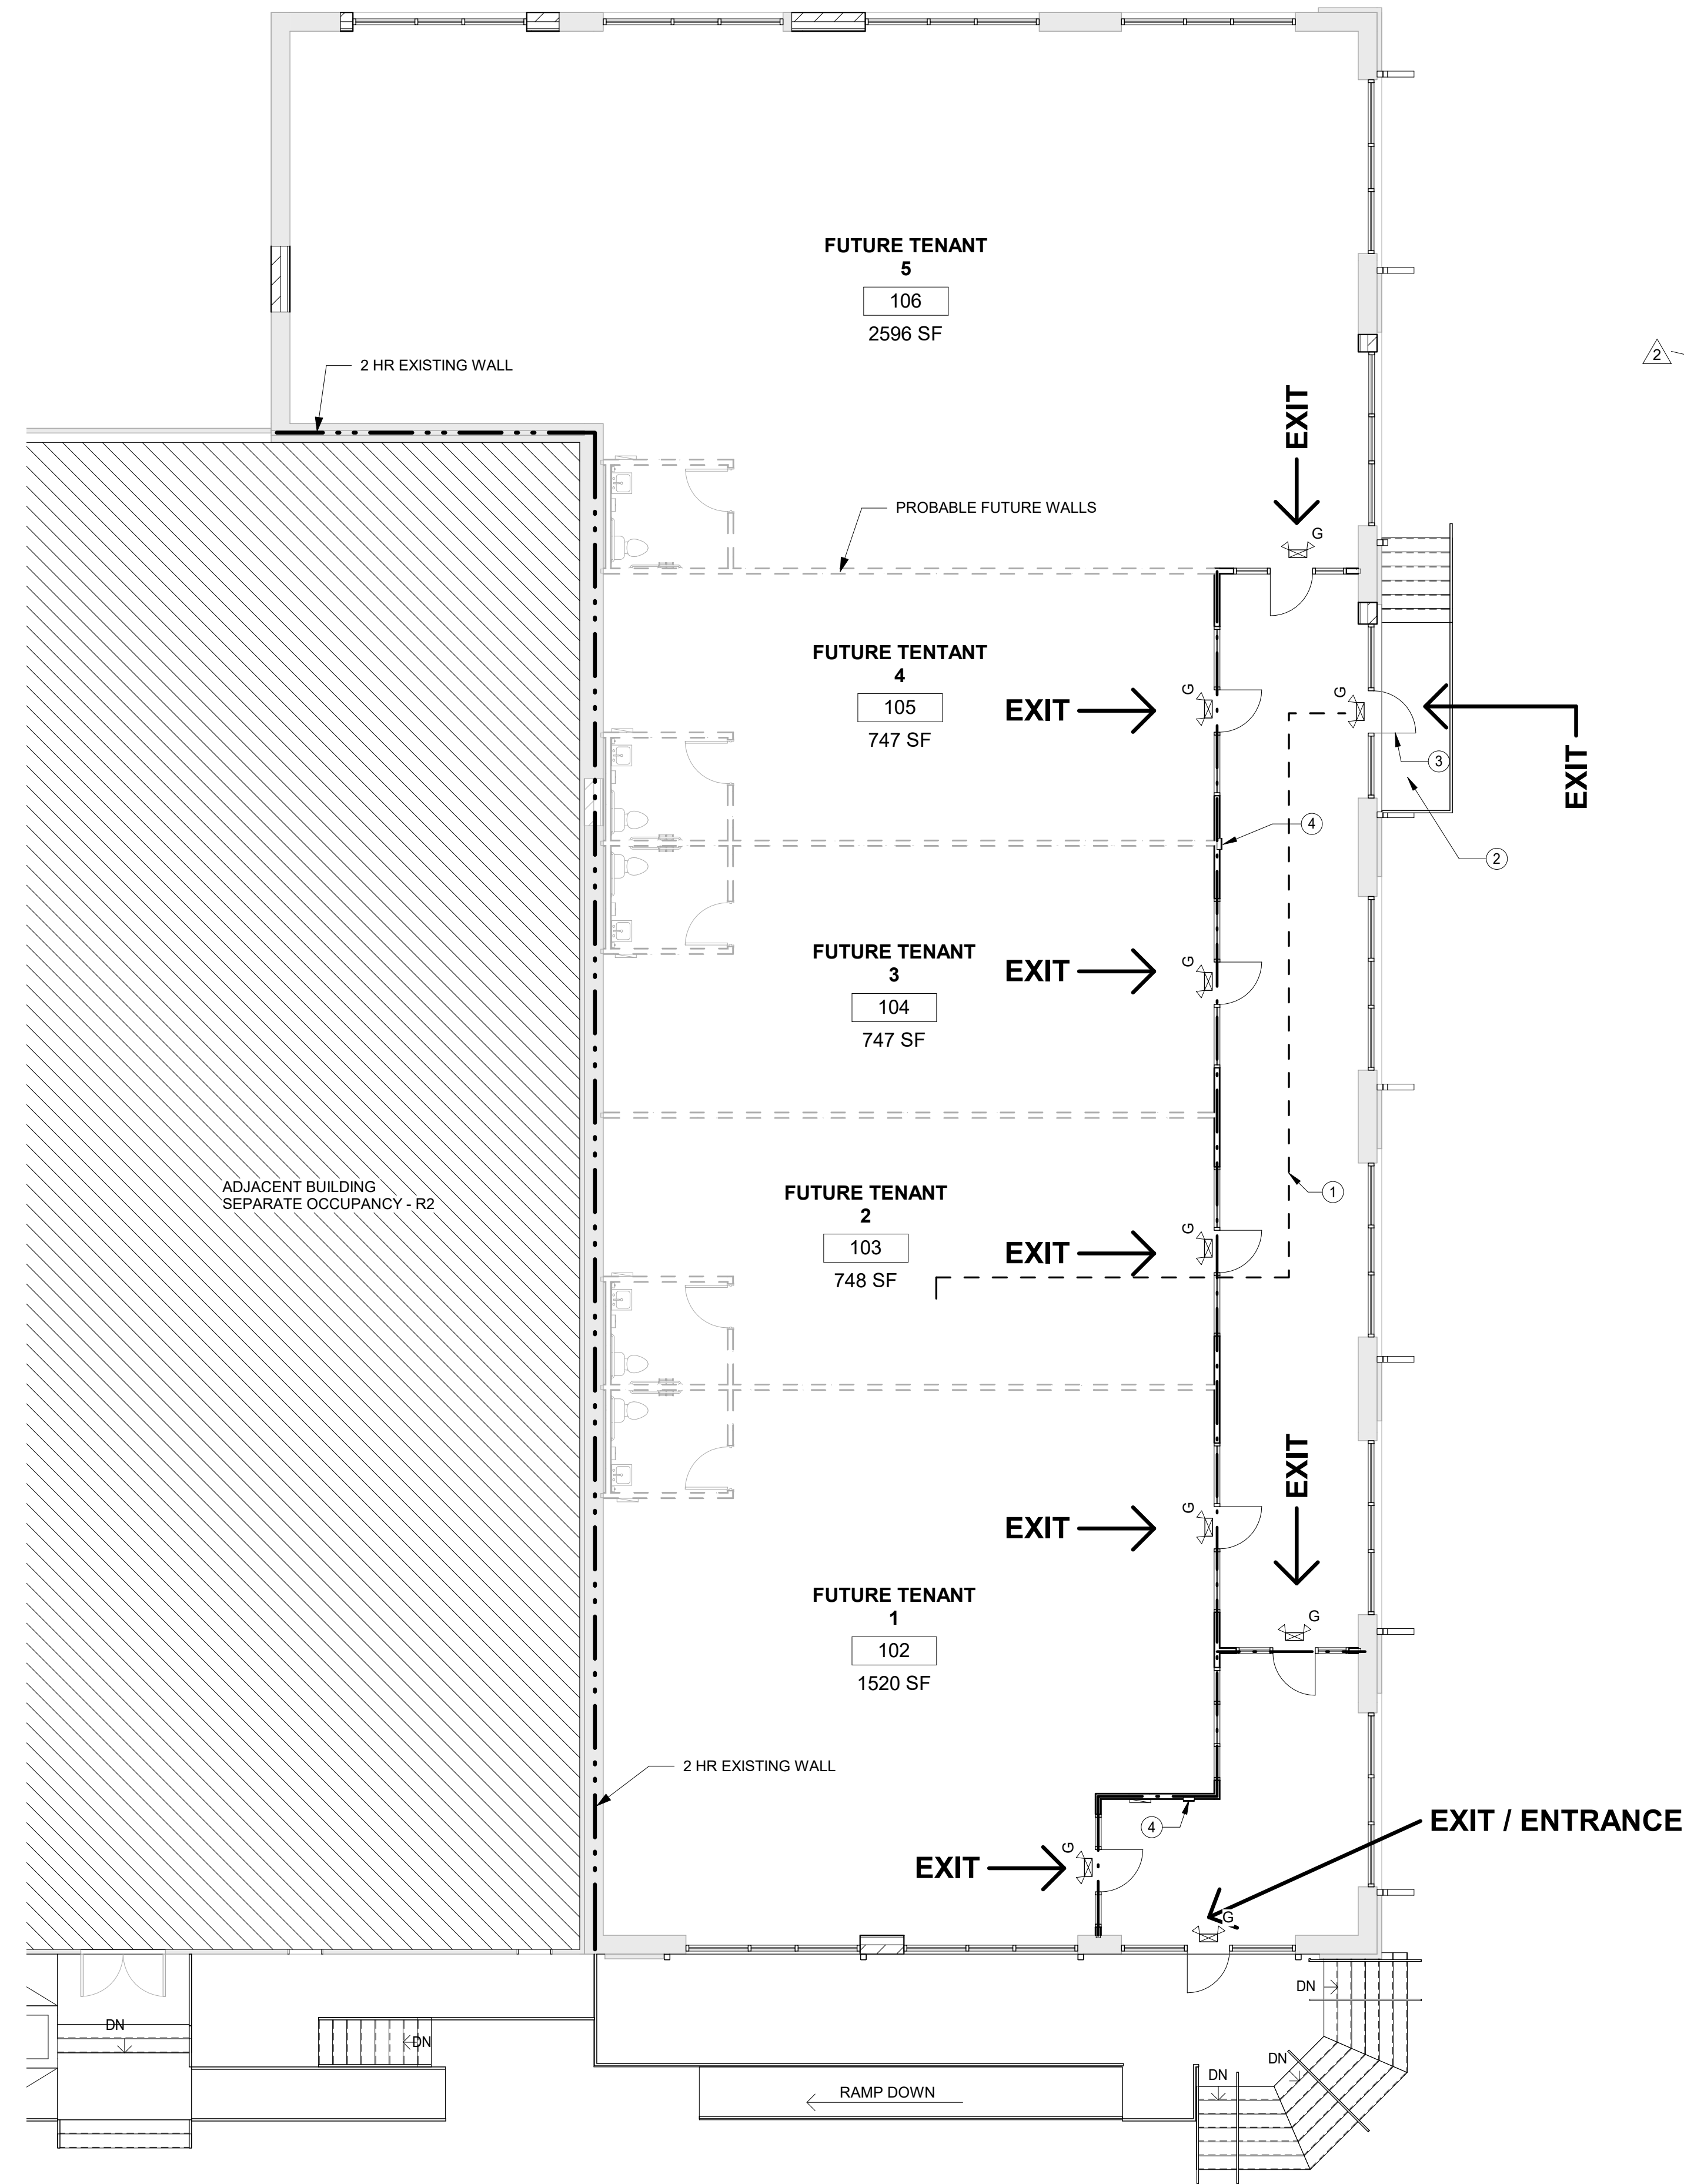 FUTURE TENANT
5
106
2596 SF
2
2 HR EXISTING WALL
EXIT
PROBABLE FUTURE WALLS
G
FUTURE TENTANT
4
105
747 SF
EXIT
G
G
EXIT
3
4
2
FUTURE TENANT
3
104
747 SF
EXIT
G
ADJACENT BUILDING
SEPARATE OCCUPANCY - R2
FUTURE TENANT
2
103
748 SF
EXIT
G
1
EXIT
EXIT
G
FUTURE TENANT
1
102
1520 SF
G
2 HR EXISTING WALL
4
EXIT
G
EXIT / ENTRANCE
G
DN
DN
DN
DN
DN
RAMP DOWN